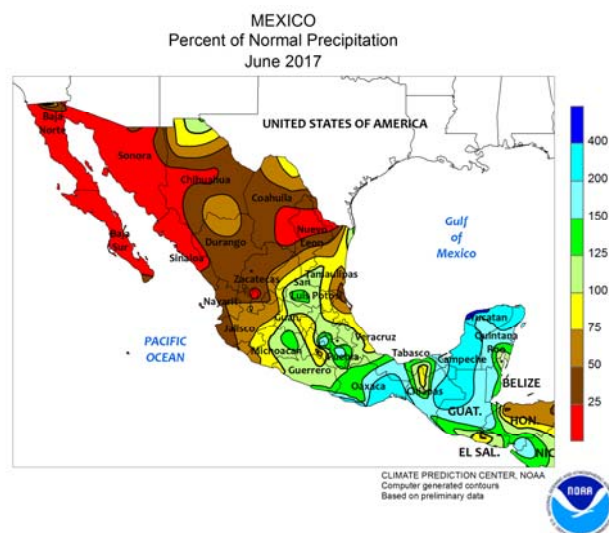 MEXICO
Percent of Normal Precipitation
June 2017
UNITED STATES OF AMERICA
Baja
Norte
Sonora
Chihuahua
Coahuila
Baja
Sur
Sinaloa
Durango
Nuevo
Leon
Gulf
of
Mexico
Zacatecas
Tamaulipas
San
Luis Potosi
Nayarit
Jalisco
Guan.
Veracruz
PACIFIC
OCEAN
Michoacan
Puebla
Guerrero
Oaxaca
Tabasco
Chiapas
Campeche
Yucatan
Quintana
Roo
BELIZE
GUAT.
HON.
EL SAL.
NIC
400
200
150
125
100
75
50
25
CLIMATE PREDICTION CENTER, NOAA
Computer generated contours
Based on preliminary data
NOAA